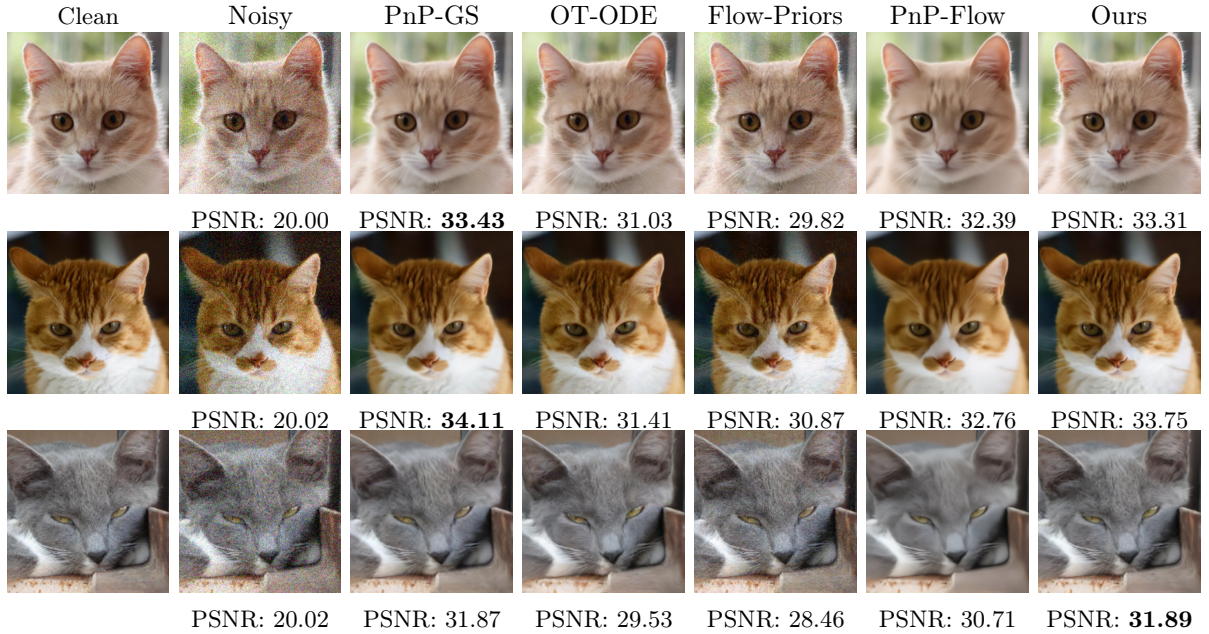 Clean Noisy PnP-GS OT-ODE Flow-Priors PnP-Flow Ours
PSNR: 20.00 PSNR: 33.43 PSNR: 31.03 PSNR: 29.82 PSNR: 32.39 PSNR: 33.31
PSNR: 20.02 PSNR: 34.11 PSNR: 31.41 PSNR: 30.87 PSNR: 32.76 PSNR: 33.75
PSNR: 20.02 PSNR: 31.87 PSNR: 29.53 PSNR: 28.46 PSNR: 30.71 PSNR: 31.89